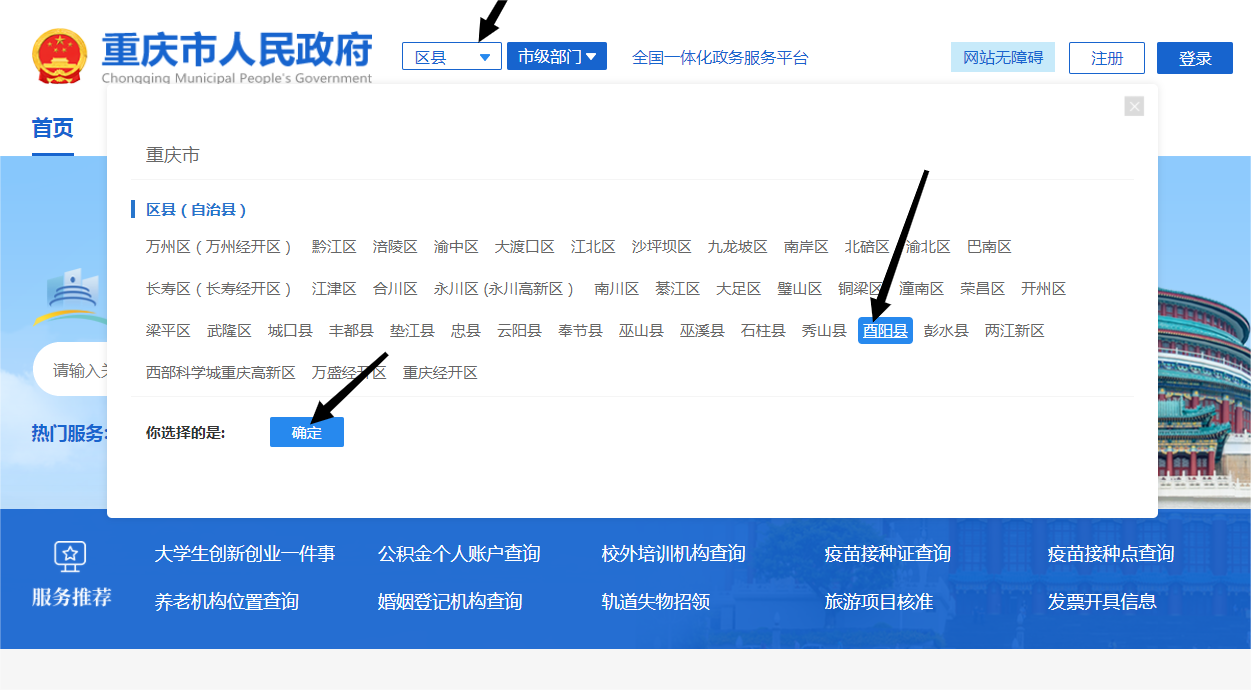 重庆市人民政府
Chongqing Municipal People's Government
区县
市级部门
全国一体化政务服务平台
网站无障碍
注册
登录
首页
重庆市
区县 ( 自治县 )
万州区 ( 万州经开区 ) 黔江区 涪陵区 渝中区 大渡口区 江北区 沙坪坝区 九龙坡区 南岸区 北碚区 渝北区 巴南区
长寿区 ( 长寿经开区 ) 江津区 合川区 永川区 (永川高新区 ) 南川区 綦江区 大足区 璧山区 铜梁区 潼南区 荣昌区 开州区
梁平区 武隆区 城口县 丰都县 垫江县 忠县 云阳县 奉节县 巫山县 巫溪县 石柱县 秀山县 酉阳县 彭水县 两江新区
西部科学城重庆高新区 万盛经开区 重庆经开区
请输入关
你选择的是:
确定
热门服务:
服务推荐
大学生创新创业一件事 公积金个人账户查询 校外培训机构查询 疫苗接种证查询 疫苗接种点查询
养老机构位置查询 婚姻登记机构查询 轨道失物招领 旅游项目核准 发票开具信息